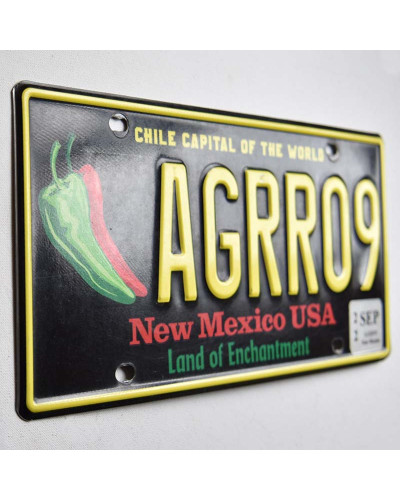 CHILE CAPITAL OF THE WORLD
AGRR09
New Mexico USA
SEP
Land of Enchantment